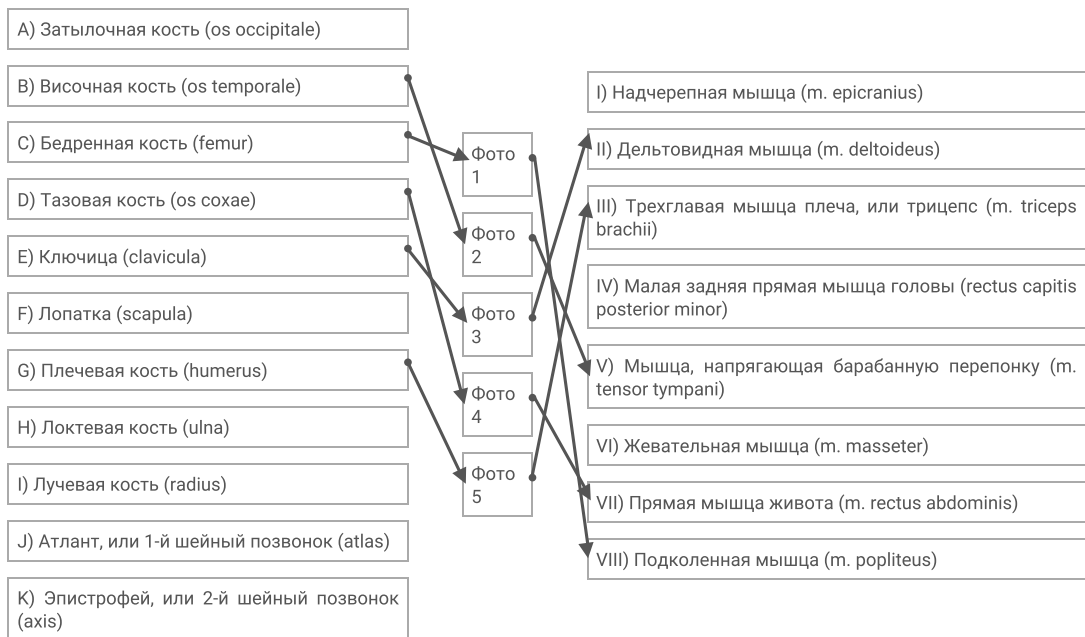 A) Затылочная кость (os occipitale)
B) Височная кость (os temporale)
C) Бедренная кость (femur)
D) Тазовая кость (os coxae)
E) Ключица (clavicula)
F) Лопатка (scapula)
G) Плечевая кость (humerus)
H) Локтевая кость (ulna)
I) Лучевая кость (radius)
J) Атлант, или 1-й шейный позвонок (atlas)
K) Эпистрофей, или 2-й шейный позвонок
(axis)
Фото
1
Фото
2
Фото
3
Фото
4
Фото
5
I) Надчерепная мышца (m. epicranius)
II) Дельтовидная мышца (m. deltoideus)
III) Трехглавая мышца плеча, или трицепс (m. triceps
brachii)
IV) Малая задняя прямая мышца головы (rectus capitis
posterior minor)
V) Мышца, напрягающая барабанную перепонку (m.
tensor tympani)
VI) Жевательная мышца (m. masseter)
VII) Прямая мышца живота (m. rectus abdominis)
VIII) Подколенная мышца (m. popliteus)